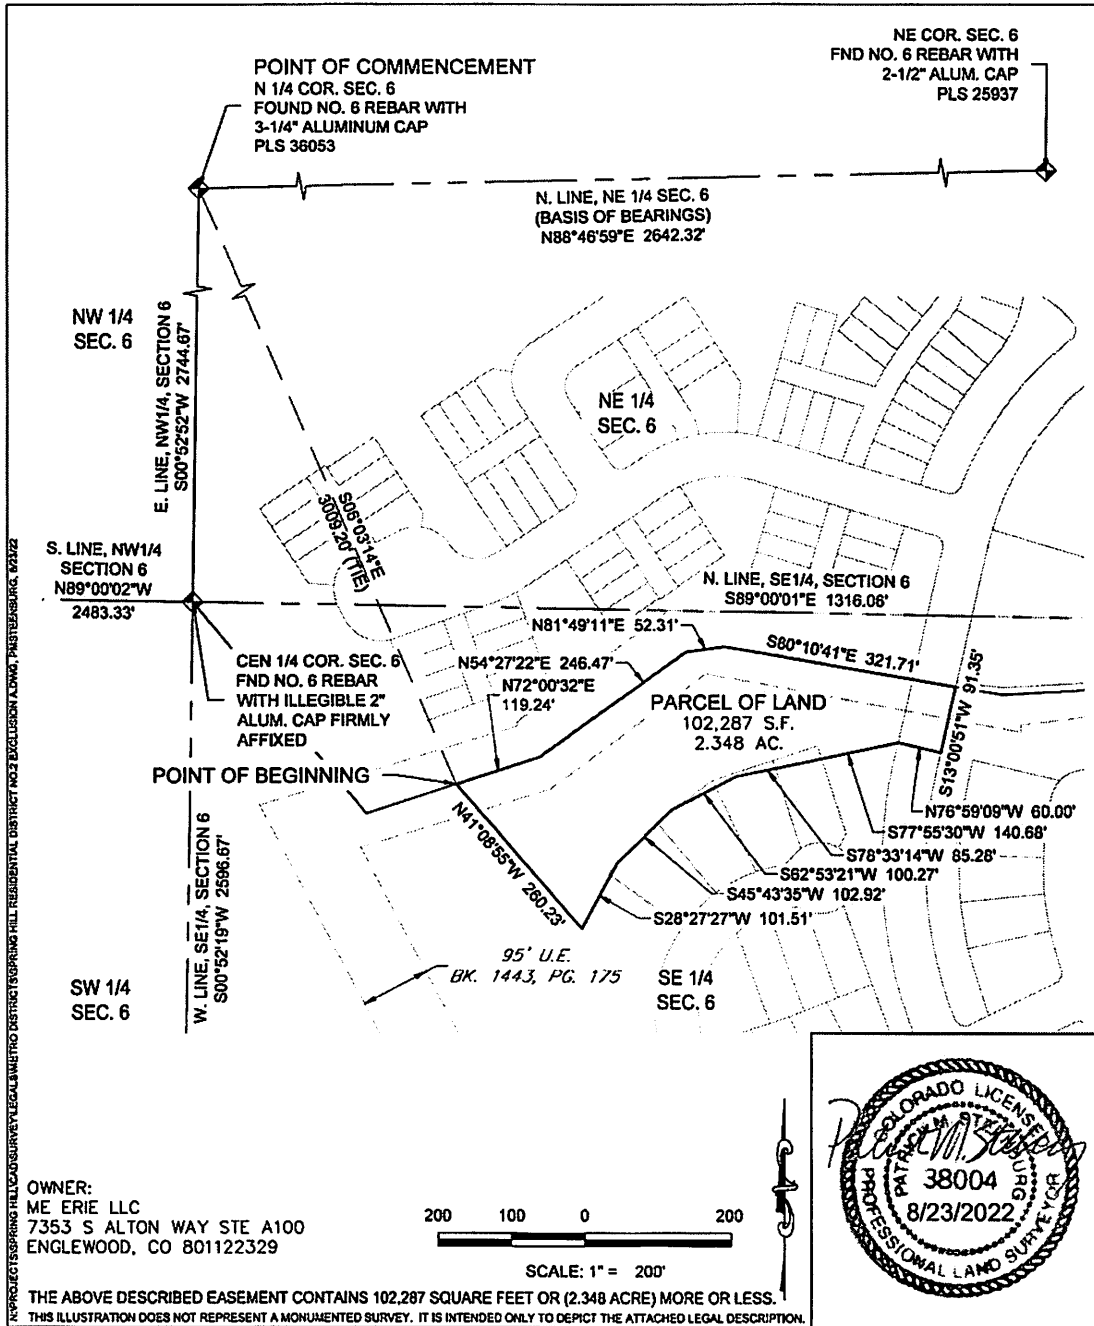 POINT OF COMMENCEMENT
N 1/4 COR. SEC. 6
FOUND NO. 6 REBAR WITH
3-1/4" ALUMINUM CAP
PLS 36053
NE COR. SEC. 6
FND NO. 6 REBAR WITH
2-1/2" ALUM. CAP
PLS 25937
N. LINE, NE 1/4 SEC. 6
(BASIS OF BEARINGS)
N88°46'59"E 2642.32'
NW 1/4
SEC. 6
E. LINE, NW1/4, SECTION 6
S00°52'52"W 2744.67'
NE 1/4
SEC. 6
S06°03'14"E
3009.20' (TIE)
S. LINE, NW1/4
SECTION 6
N89°00'02"W
2483.33'
N. LINE, SE1/4, SECTION 6
S89°00'01"E 1316.06'
N81°49'11"E 52.31'
S80°10'41"E 321.71'
N54°27'22"E 246.47'
N72°00'32"E
119.24'
CEN 1/4 COR. SEC. 6
FND NO. 6 REBAR
WITH ILLEGIBLE 2"
ALUM. CAP FIRMLY
AFFIXED
PARCEL OF LAND
102,287 S.F.
2.348 AC.
S13°00'51"W 91.35'
POINT OF BEGINNING
N41°08'55"W 260.23'
N76°59'09"W 60.00'
S77°55'30"W 140.68'
S78°33'14"W 85.28'
S62°53'21"W 100.27'
S45°43'35"W 102.92'
S28°27'27"W 101.51'
W. LINE, SE1/4, SECTION 6
S00°52'19"W 2596.67'
95' U.E.
BK. 1443, PG. 175
SW 1/4
SEC. 6
SE 1/4
SEC. 6
COLORADO LICENSED
PATRICK M. STEENBURG
38004
8/23/2022
PROFESSIONAL LAND SURVEYOR
OWNER:
ME ERIE LLC
7353 S ALTON WAY STE A100
ENGLEWOOD, CO 801122329
200 100 0 200
SCALE: 1" = 200'
THE ABOVE DESCRIBED EASEMENT CONTAINS 102,287 SQUARE FEET OR (2.348 ACRE) MORE OR LESS.
THIS ILLUSTRATION DOES NOT REPRESENT A MONUMENTED SURVEY. IT IS INTENDED ONLY TO DEPICT THE ATTACHED LEGAL DESCRIPTION.